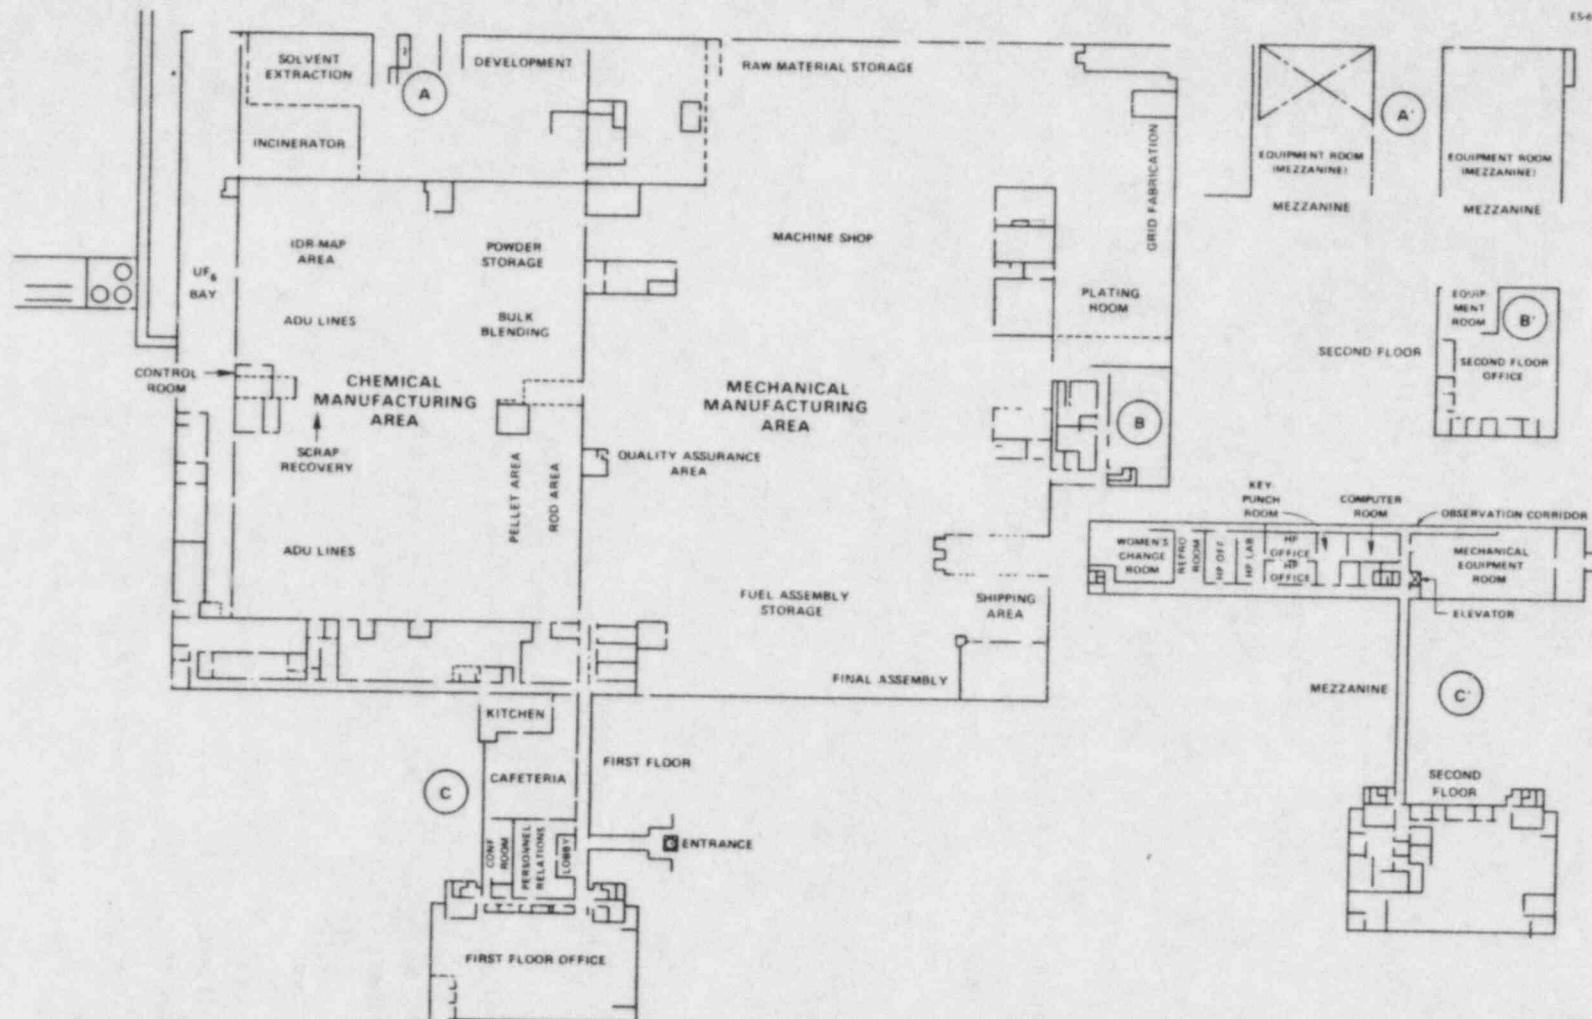 SOLVENT
EXTRACTION
A
DEVELOPMENT
RAW MATERIAL STORAGE
INCINERATOR
GRID FABRICATION
A'
EQUIPMENT ROOM
(MEZZANINE)
MEZZANINE
EQUIPMENT ROOM
(MEZZANINE)
MEZZANINE
UF6
BAY
IDR-MAP
AREA
POWDER
STORAGE
MACHINE SHOP
PLATING
ROOM
ADU LINES
BULK
BLENDING
EQUIP-
MENT
ROOM
B'
SECOND FLOOR
SECOND FLOOR
OFFICE
CONTROL
ROOM
CHEMICAL
MANUFACTURING
AREA
MECHANICAL
MANUFACTURING
AREA
B
SCRAP
RECOVERY
PELLET AREA
ROD AREA
QUALITY ASSURANCE
AREA
KEY
PUNCH
ROOM
COMPUTER
ROOM
OBSERVATION CORRIDOR
WOMEN'S
CHANGE
ROOM
REPRO
ROOM
HP OFF
HP LAB
HP
OFFICE
HP
OFFICE
MECHANICAL
EQUIPMENT
ROOM
ELEVATOR
ADU LINES
FUEL ASSEMBLY
STORAGE
SHIPPING
AREA
FINAL ASSEMBLY
MEZZANINE
C'
KITCHEN
CAFETERIA
FIRST FLOOR
C
CONF
ROOM
PERSONNEL
RELATIONS
LOBBY
ENTRANCE
SECOND
FLOOR
FIRST FLOOR OFFICE